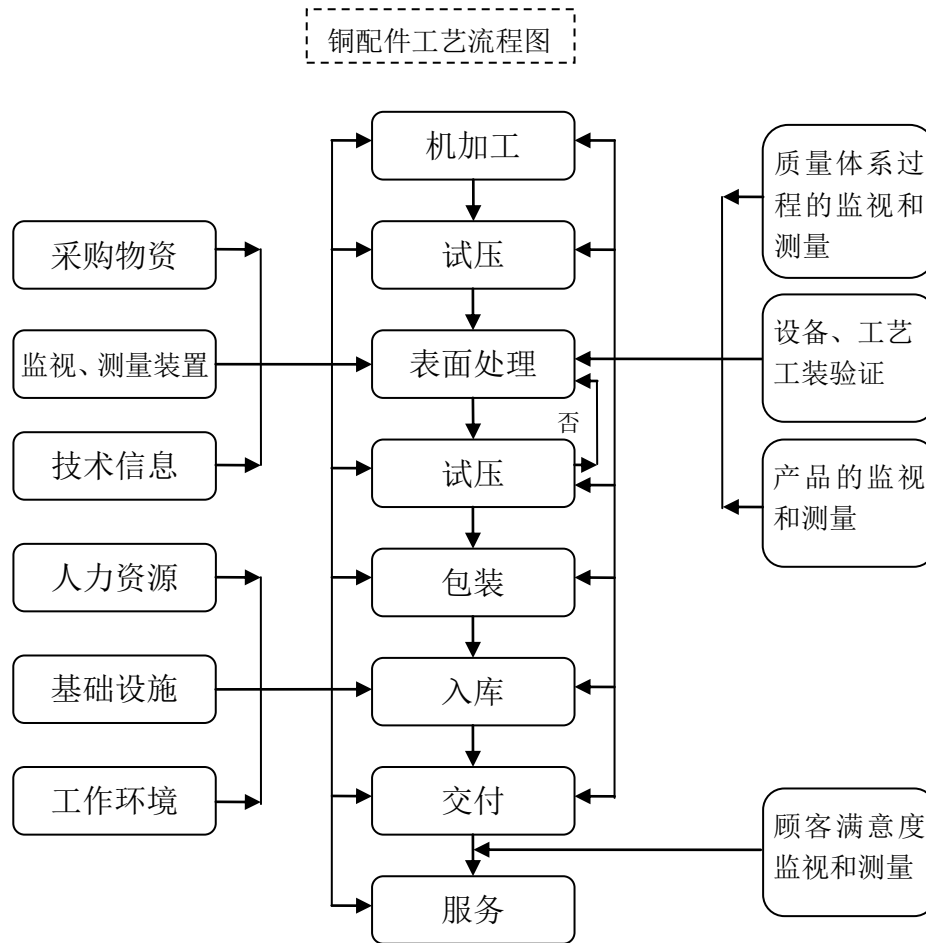 铜配件工艺流程图
机加工
试压
表面处理
否
试压
包装
入库
交付
服务
采购物资
监视、测量装置
技术信息
人力资源
基础设施
工作环境
质量体系过
程的监视和
测量
设备、工艺
工装验证
产品的监视
和测量
顾客满意度
监视和测量